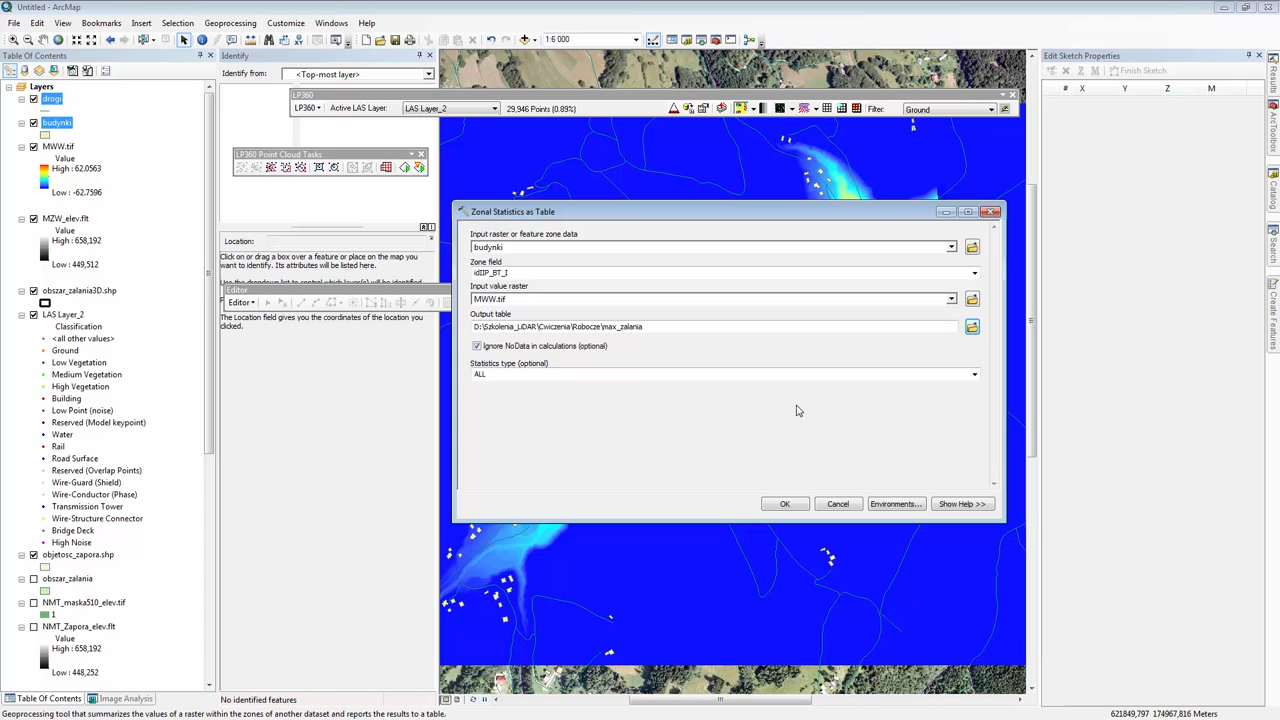 Untitled - ArcMap
File Edit View Bookmarks Insert Selection Geoprocessing Customize Windows Help
1:6 000
Table Of Contents
Layers
drogi
budynki
MWW.tif
Value
High : 62.0563
Low : -62.7596
MZW_elev.flt
Value
High : 658,192
Low : 449,512
obszar_zalania3D.shp
LAS Layer_2
Classification
<all other values>
Ground
Low Vegetation
Medium Vegetation
High Vegetation
Building
Low Point (noise)
Reserved (Model keypoint)
Water
Rail
Road Surface
Reserved (Overlap Points)
Wire-Guard (Shield)
Wire-Conductor (Phase)
Transmission Tower
Wire-Structure Connector
Bridge Deck
High Noise
objetosc_zapora.shp
obszar_zalania
NMT_maska510_elev.tif
1
NMT_Zapora_elev.flt
Value
High : 658,192
Low : 448,252
Table Of Contents Image Analysis
Identify
Identify from: <Top-most layer>
LP360
LP360 Active LAS Layer: LAS Layer_2 29,946 Points (0.89%) Filter: Ground
LP360 Point Cloud Tasks
Location:
Click on or drag a box over a feature or place on the map
you want to identify. Its attributes will be listed here.
Editor
Editor
The Location field gives you the coordinates of the location you
clicked.
No identified features
Zonal Statistics as Table
Input raster or feature zone data
budynki
Zone field
idIIP_BT_I
Input value raster
MWW.tif
Output table
D:\Szkolenia_LiDAR\Cwiczenia\Robocze\max_zalania
Ignore NoData in calculations (optional)
Statistics type (optional)
ALL
OK Cancel Environments... Show Help >>
Edit Sketch Properties
Finish Sketch
# X Y Z M
Results
ArcToolbox
Catalog
Search
Create Features
Geoprocessing tool that summarizes the values of a raster within the zones of another dataset and reports the results to a table.
621849,797 174967,816 Meters